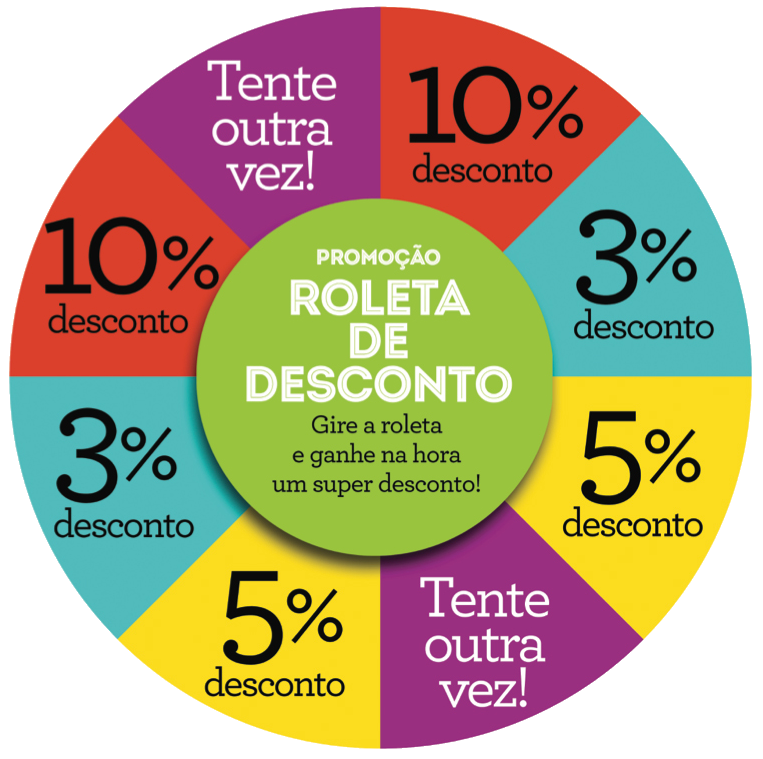 Tente
outra
vez!
10%
desconto
3%
desconto
5%
desconto
Tente
outra
vez!
5%
desconto
3%
desconto
10%
desconto
PROMOÇÃO
ROLETA
DE
DESCONTO
Gire a roleta
e ganhe na hora
um super desconto!